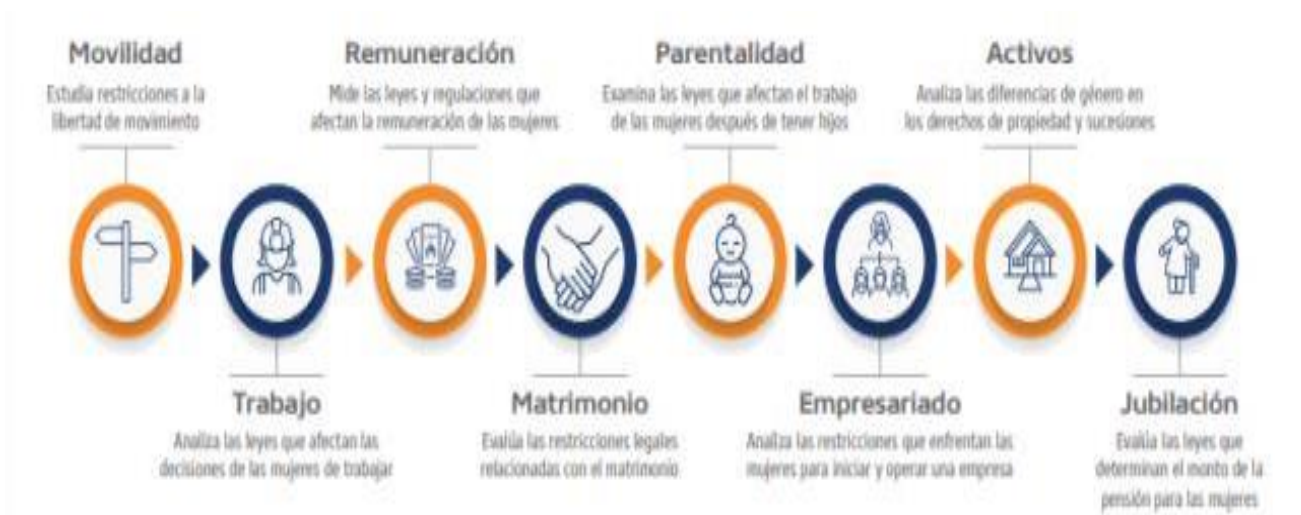 Movilidad
Estudia restricciones a la
libertad de movimiento
Remuneración
Mide las leyes y regulaciones que
afectan la remuneración de las mujeres
Parentalidad
Examina las leyes que afectan el trabajo
de las mujeres después de tener hijos
Activos
Analiza las diferencias de género en
los derechos de propiedad y sucesiones
Trabajo
Analiza las leyes que afectan las
decisiones de las mujeres de trabajar
Matrimonio
Evalúa las restricciones legales
relacionadas con el matrimonio
Empresariado
Analiza las restricciones que enfrentan las
mujeres para iniciar y operar una empresa
Jubilación
Evalúa las leyes que
determinan el monto de la
pensión para las mujeres